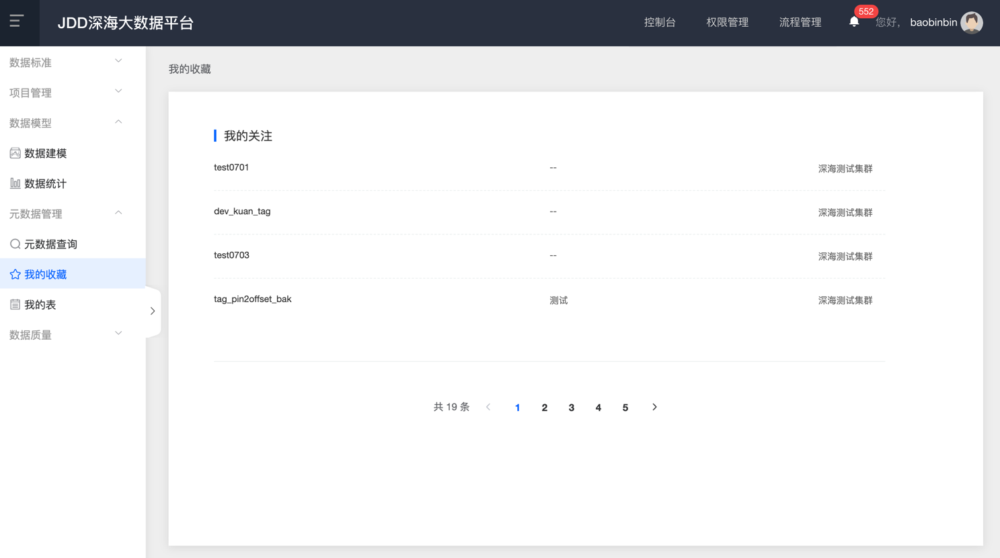 JDD深海大数据平台
控制台
权限管理
流程管理
552
您好，
baobinbin
数据标准
项目管理
数据模型
数据建模
数据统计
元数据管理
元数据查询
我的收藏
我的表
数据质量
我的收藏
我的关注
test0701 -- 深海测试集群
dev_kuan_tag -- 深海测试集群
test0703 -- 深海测试集群
tag_pin2offset_bak 测试 深海测试集群
共 19 条 1 2 3 4 5